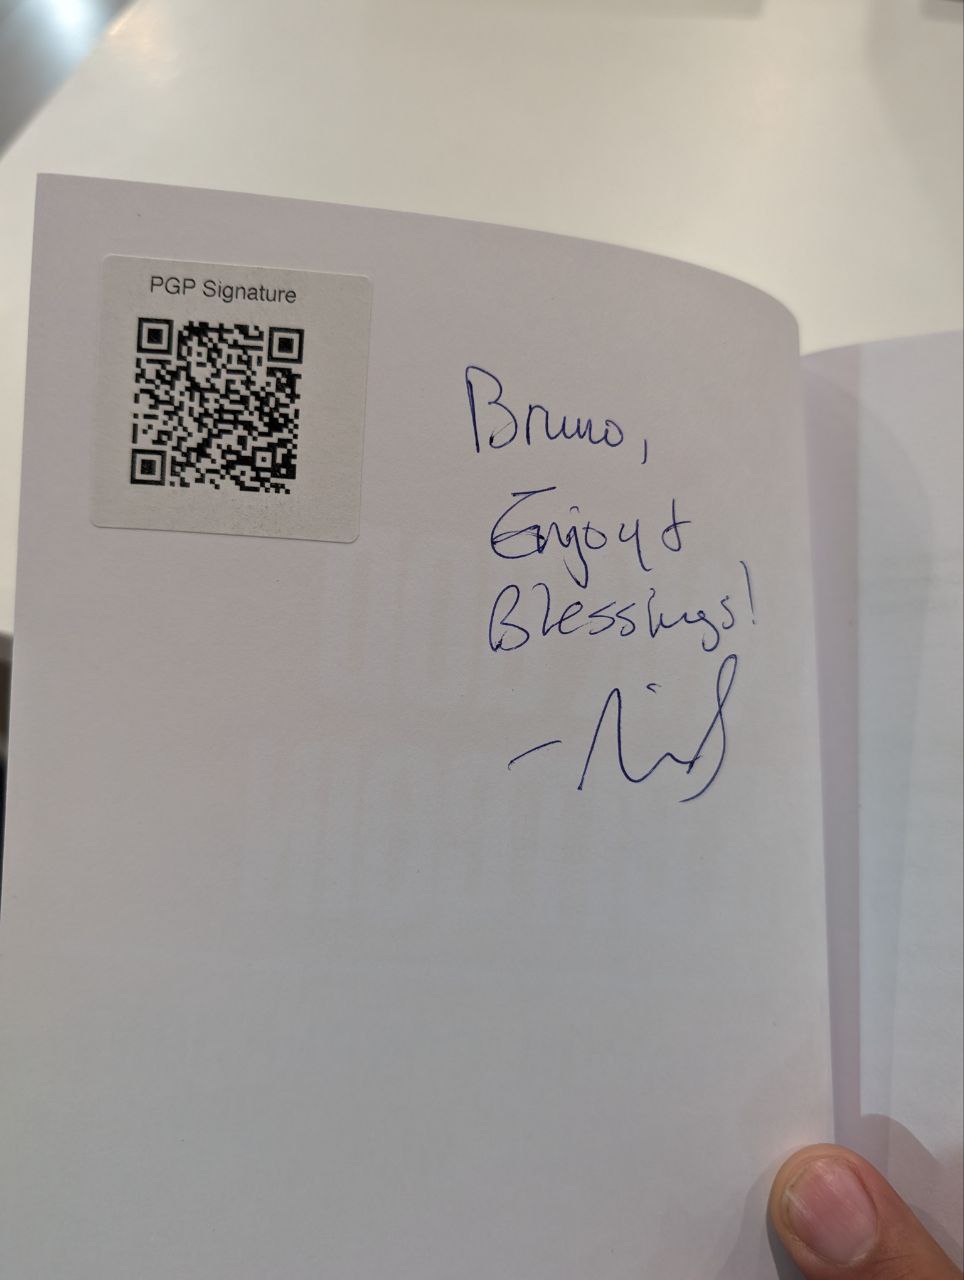 PGP Signature
Bruno,
Enjoy &
Blessings!